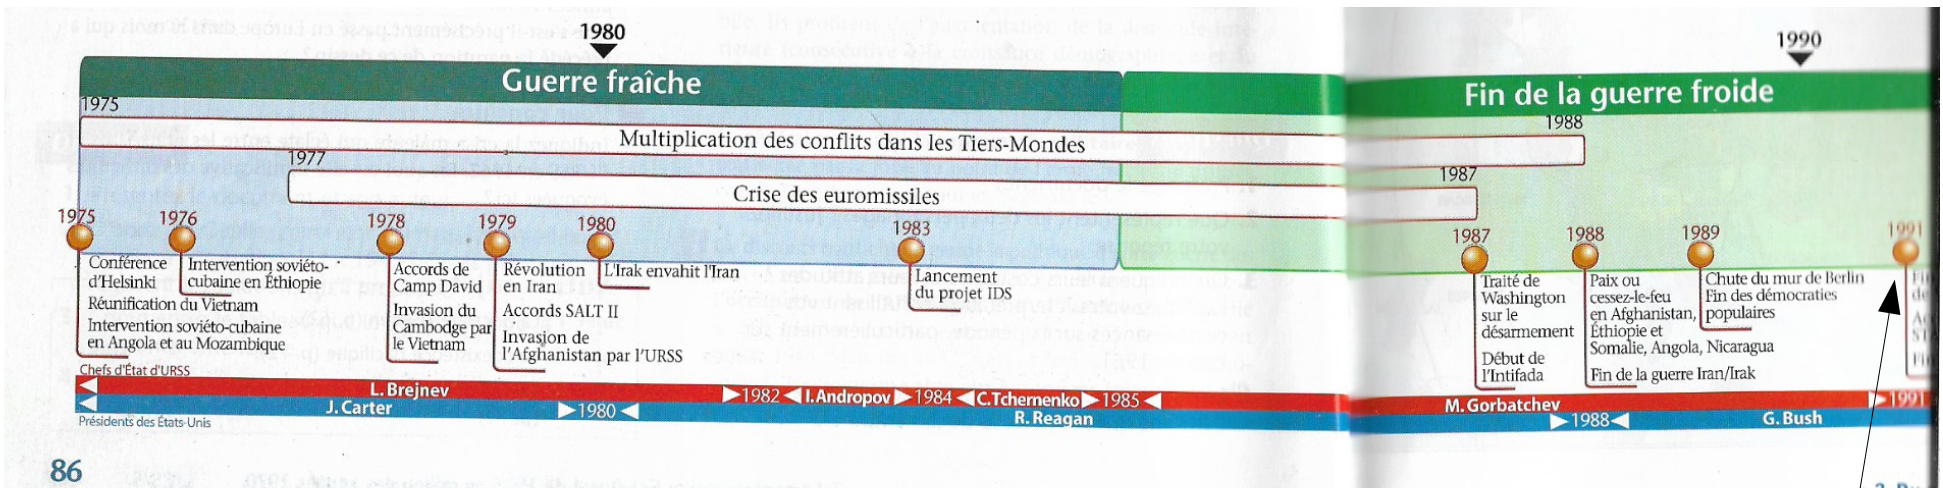 1980
1990
Guerre fraîche
Fin de la guerre froide
1975
Multiplication des conflits dans les Tiers-Mondes
1988
1977
Crise des euromissiles
1987
1975
Conférence
d'Helsinki
Réunification du Vietnam
Intervention soviéto-cubaine
en Angola et au Mozambique
1976
Intervention soviéto-
cubaine en Éthiopie
1978
Accords de
Camp David
Invasion du
Cambodge par
le Vietnam
1979
Révolution
en Iran
Accords SALT II
Invasion de
l'Afghanistan par l'URSS
1980
L'Irak envahit l'Iran
1983
Lancement
du projet IDS
1987
Traité de
Washington
sur le
désarmement
Début de
l'Intifada
1988
Paix ou
cessez-le-feu
en Afghanistan,
Éthiopie et
Somalie, Angola, Nicaragua
Fin de la guerre Iran/Irak
1989
Chute du mur de Berlin
Fin des démocraties
populaires
1991
Chefs d'État d'URSS
L. Brejnev
1982
I.Andropov
1984
C.Tchernenko
1985
M. Gorbatchev
1991
J. Carter
1980
R. Reagan
1988
G. Bush
Présidents des États-Unis
86